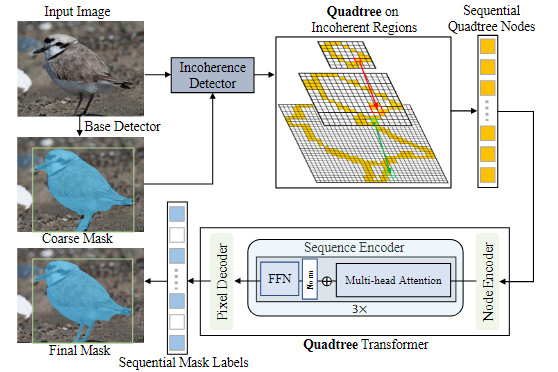 Input Image
Quadtree on
Incoherent Regions
Sequential
Quadtree Nodes
Incoherence
Detector
Base Detector
Coarse Mask
Sequence Encoder
FFN
Norm
Multi-head Attention
3×
Pixel Decoder
Node Encoder
Final Mask
Quadtree Transformer
Sequential Mask Labels